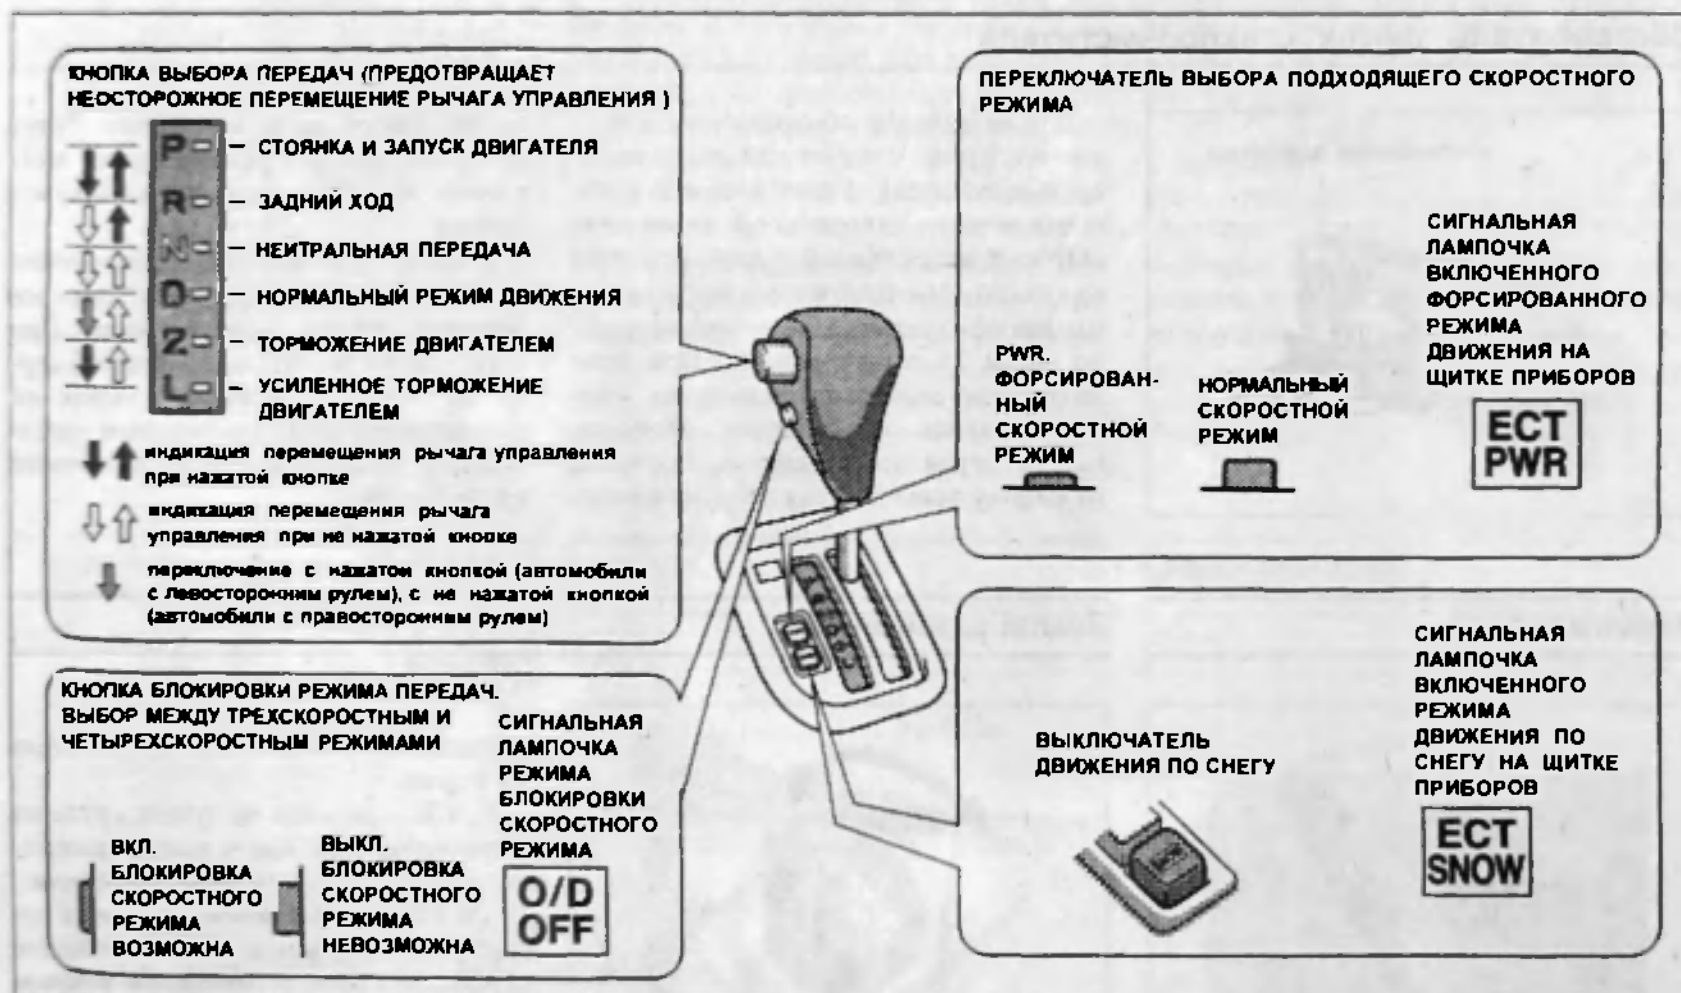 КНОПКА ВЫБОРА ПЕРЕДАЧ (ПРЕДОТВРАЩАЕТ
НЕОСТОРОЖНОЕ ПЕРЕМЕЩЕНИЕ РЫЧАГА УПРАВЛЕНИЯ )
P – СТОЯНКА И ЗАПУСК ДВИГАТЕЛЯ
R – ЗАДНИЙ ХОД
N – НЕЙТРАЛЬНАЯ ПЕРЕДАЧА
D – НОРМАЛЬНЫЙ РЕЖИМ ДВИЖЕНИЯ
2 – ТОРМОЖЕНИЕ ДВИГАТЕЛЕМ
L – УСИЛЕННОЕ ТОРМОЖЕНИЕ
ДВИГАТЕЛЕМ
индикация перемещения рычага управления
при нажатой кнопке
индикация перемещения рычага
управления при не нажатой кнопке
переключение с нажатой кнопкой (автомобили
с левосторонним рулем), с не нажатой кнопкой
(автомобили с правосторонним рулем)
КНОПКА БЛОКИРОВКИ РЕЖИМА ПЕРЕДАЧ.
ВЫБОР МЕЖДУ ТРЕХСКОРОСТНЫМ И
ЧЕТЫРЕХСКОРОСТНЫМ РЕЖИМАМИ
ВКЛ.
БЛОКИРОВКА
СКОРОСТНОГО
РЕЖИМА
ВОЗМОЖНА
ВЫКЛ.
БЛОКИРОВКА
СКОРОСТНОГО
РЕЖИМА
НЕВОЗМОЖНА
СИГНАЛЬНАЯ
ЛАМПОЧКА
РЕЖИМА
БЛОКИРОВКИ
СКОРОСТНОГО
РЕЖИМА
O/D
OFF
ПЕРЕКЛЮЧАТЕЛЬ ВЫБОРА ПОДХОДЯЩЕГО СКОРОСТНОГО
РЕЖИМА
PWR.
ФОРСИРОВАН-
НЫЙ
СКОРОСТНОЙ
РЕЖИМ
НОРМАЛЬНЫЙ
СКОРОСТНОЙ
РЕЖИМ
СИГНАЛЬНАЯ
ЛАМПОЧКА
ВКЛЮЧЕННОГО
ФОРСИРОВАННОГО
РЕЖИМА
ДВИЖЕНИЯ НА
ЩИТКЕ ПРИБОРОВ
ECT
PWR
ВЫКЛЮЧАТЕЛЬ
ДВИЖЕНИЯ ПО СНЕГУ
СИГНАЛЬНАЯ
ЛАМПОЧКА
ВКЛЮЧЕННОГО
РЕЖИМА
ДВИЖЕНИЯ ПО
СНЕГУ НА ЩИТКЕ
ПРИБОРОВ
ECT
SNOW